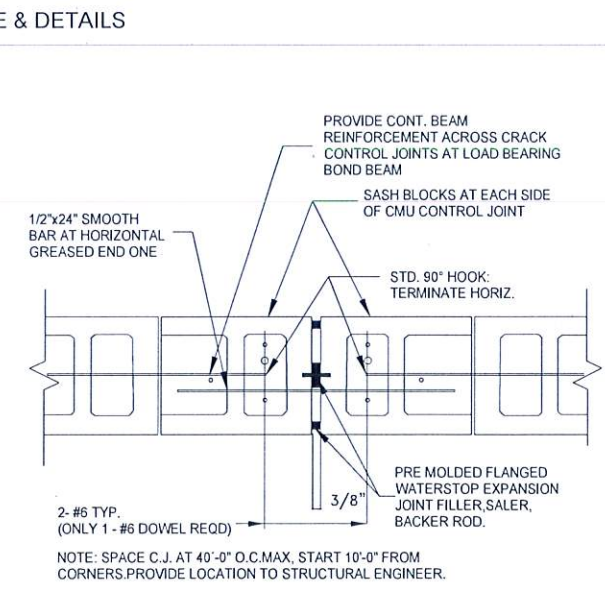 E & DETAILS
PROVIDE CONT. BEAM
REINFORCEMENT ACROSS CRACK
CONTROL JOINTS AT LOAD BEARING
BOND BEAM
SASH BLOCKS AT EACH SIDE
OF CMU CONTROL JOINT
1/2"x24" SMOOTH
BAR AT HORIZONTAL
GREASED END ONE
STD. 90° HOOK:
TERMINATE HORIZ.
PRE MOLDED FLANGED
WATERSTOP EXPANSION
JOINT FILLER,SALER,
BACKER ROD.
3/8"
2- #6 TYP.
(ONLY 1 - #6 DOWEL REQD)
NOTE: SPACE C.J. AT 40'-0" O.C.MAX, START 10'-0" FROM
CORNERS.PROVIDE LOCATION TO STRUCTURAL ENGINEER.